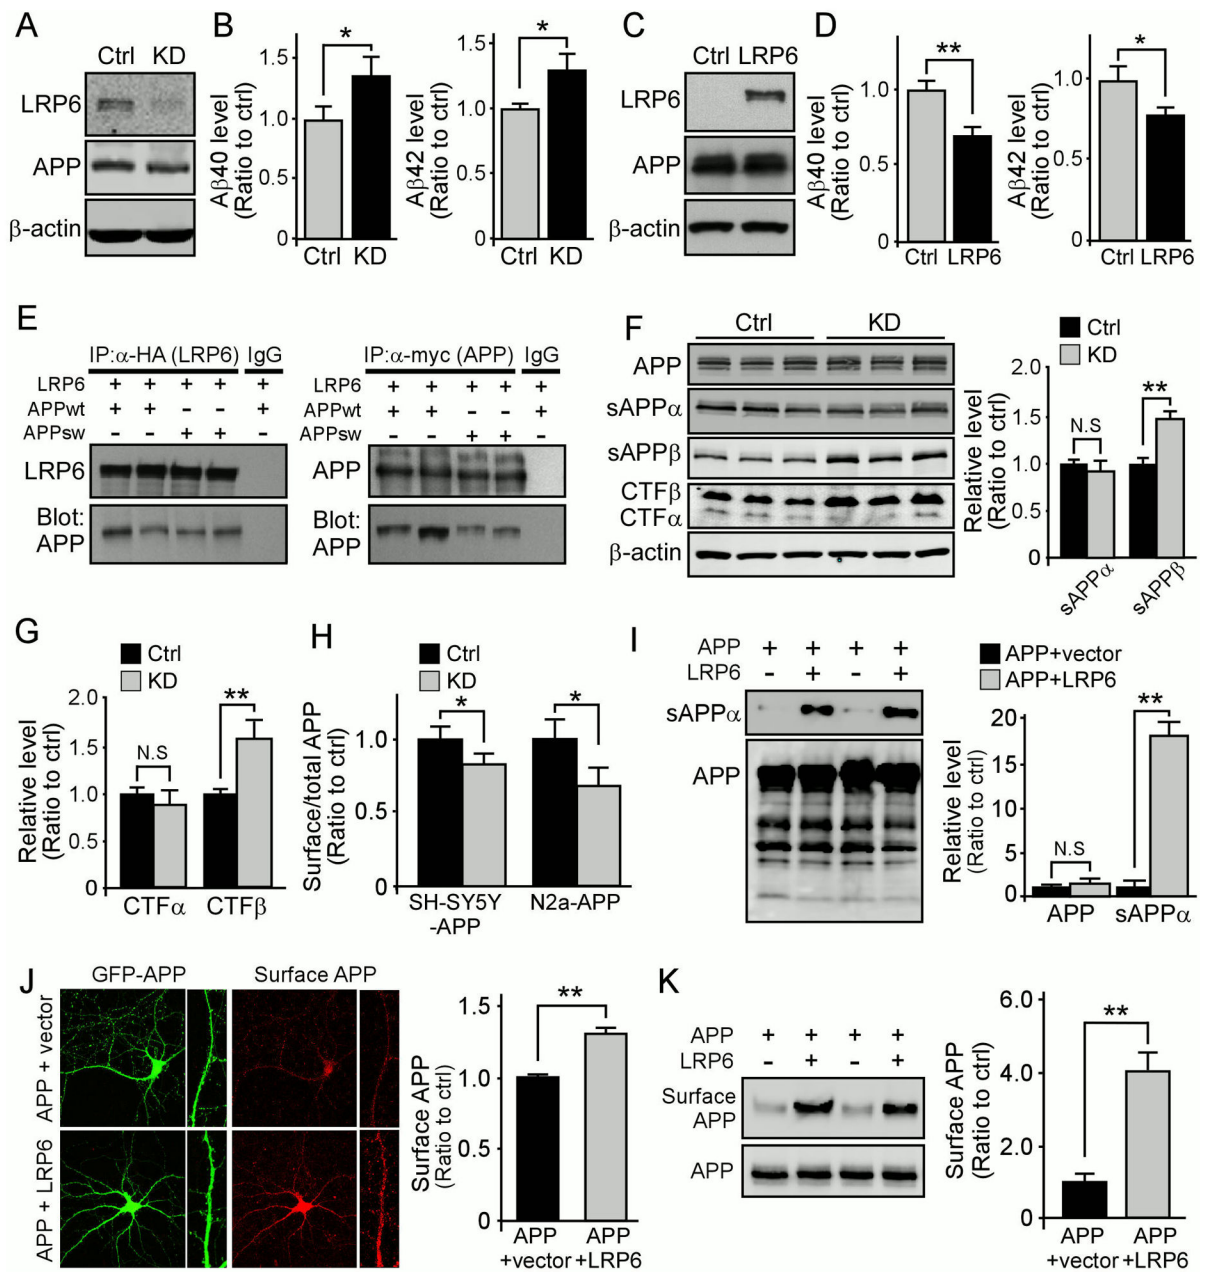 A
Ctrl KD
LRP6
APP
β-actin
B
Aβ40 level
(Ratio to ctrl)
1.5
1.0
0.5
0
*
Ctrl KD
Aβ42 level
(Ratio to ctrl)
1.5
1.0
0.5
0
*
Ctrl KD
C
Ctrl LRP6
LRP6
APP
β-actin
D
Aβ40 level
(Ratio to ctrl)
1.0
0.5
0
**
Ctrl LRP6
Aβ42 level
(Ratio to ctrl)
1.0
0.5
0
*
Ctrl LRP6
E
IP:α-HA (LRP6) IgG
LRP6 + + + + +
APPwt + + - - +
APPsw - - + + -
LRP6
Blot:
APP
IP:α-myc (APP) IgG
LRP6 + + + + +
APPwt + + - - +
APPsw - - + + -
APP
Blot:
APP
F
Ctrl KD
APP
sAPPα
sAPPβ
CTFβ
CTFα
β-actin
Ctrl
KD
Relative level
(Ratio to ctrl)
2.0
1.5
1.0
0.5
0
N.S
**
sAPPα
sAPPβ
G
Ctrl
KD
Relative level
(Ratio to ctrl)
2.0
1.5
1.0
0.5
0
N.S
**
CTFα CTFβ
H
Ctrl
KD
Surface/total APP
(Ratio to ctrl)
1.0
0.5
0
*
*
SH-SY5Y
-APP
N2a-APP
I
APP + + + +
LRP6 - + - +
sAPPα
APP
APP+vector
APP+LRP6
Relative level
(Ratio to ctrl)
20
15
10
5
0
N.S
**
APP sAPPα
J
GFP-APP Surface APP
APP + vector
APP + LRP6
Surface APP
(Ratio to ctrl)
1.5
1.0
0.5
0
**
APP APP
+vector +LRP6
K
APP + + + +
LRP6 - + - +
Surface
APP
APP
Surface APP
(Ratio to ctrl)
6.0
4.0
2.0
0
**
APP APP
+vector +LRP6